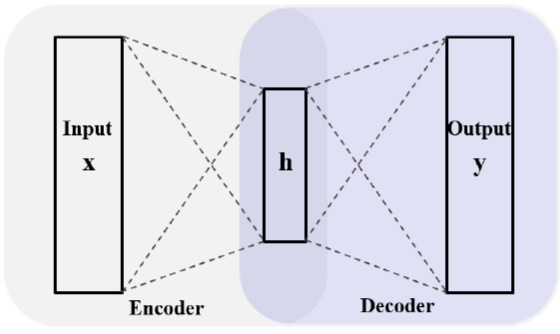 Input
x
h
Output
y
Encoder
Decoder